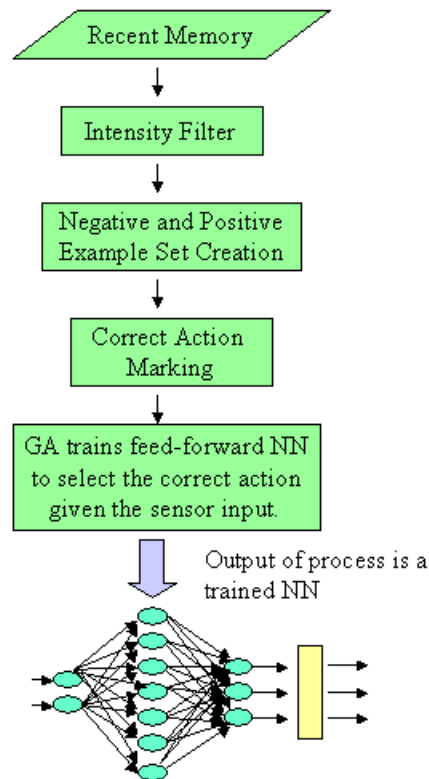 Recent Memory
Intensity Filter
Negative and Positive
Example Set Creation
Correct Action
Marking
GA trains feed-forward NN
to select the correct action
given the sensor input.
Output of process is a
trained NN